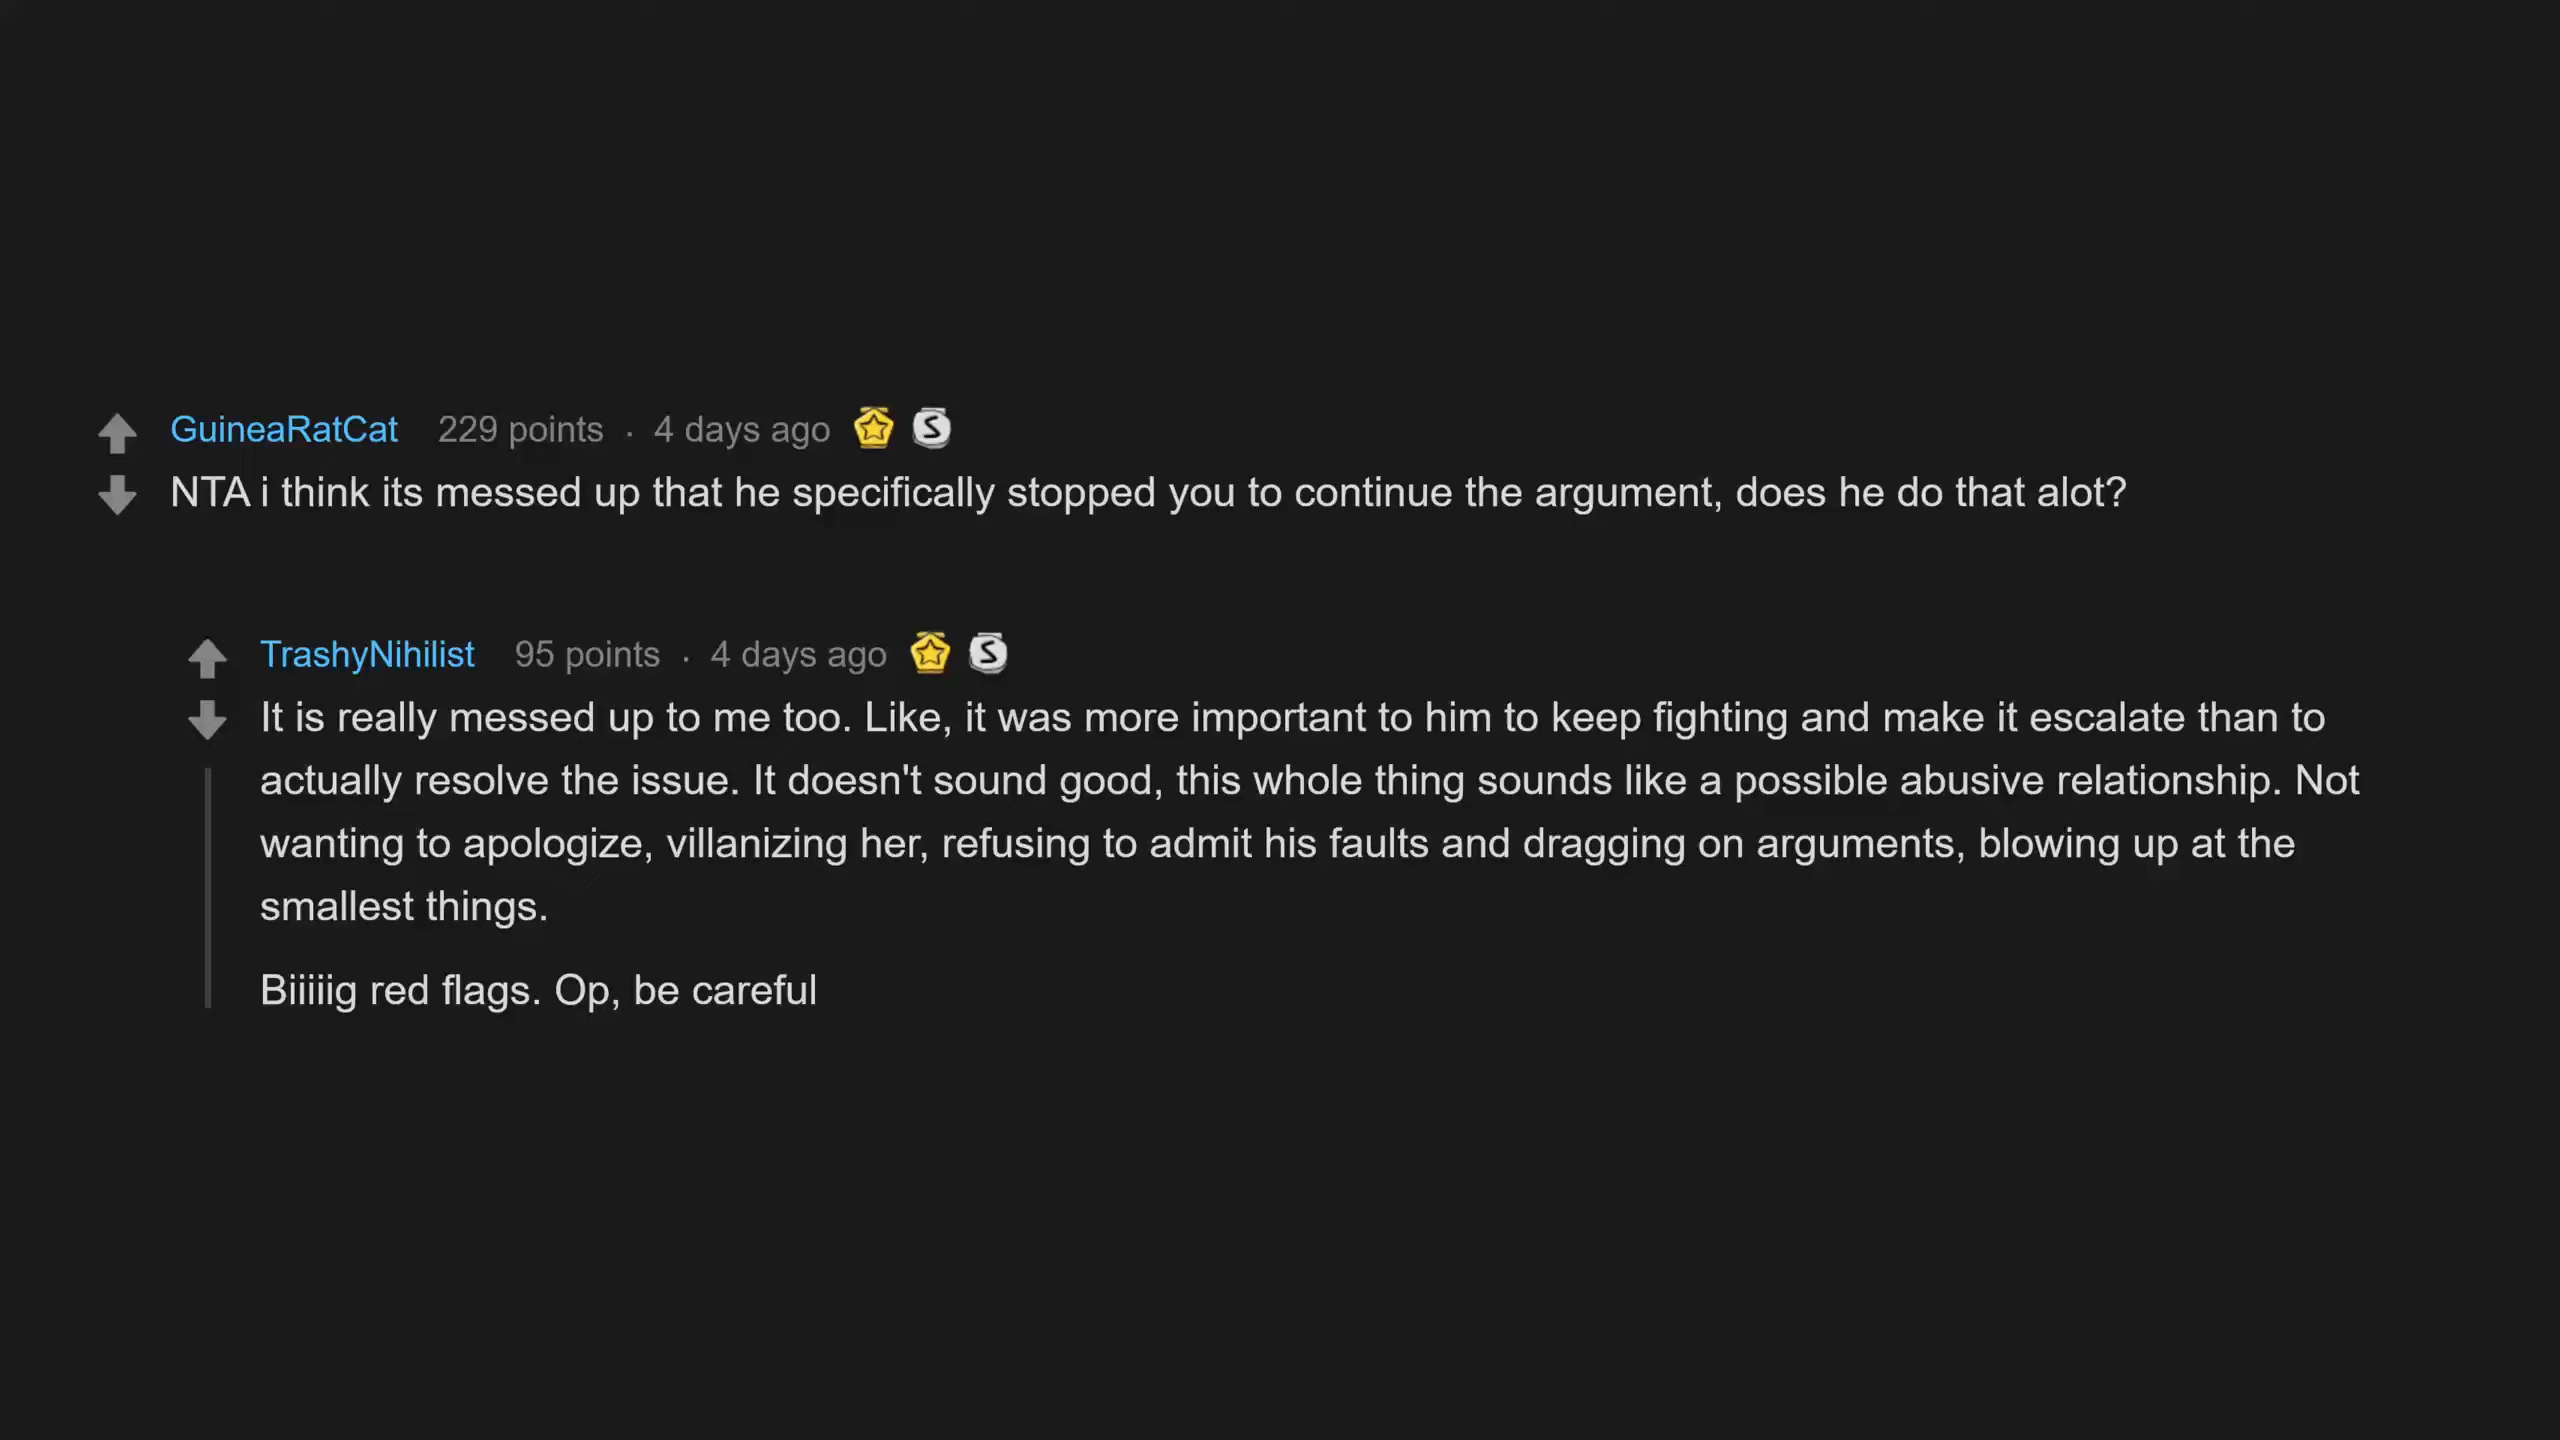 GuineaRatCat 229 points · 4 days ago
NTA i think its messed up that he specifically stopped you to continue the argument, does he do that alot?
TrashyNihilist 95 points · 4 days ago
It is really messed up to me too. Like, it was more important to him to keep fighting and make it escalate than to
actually resolve the issue. It doesn't sound good, this whole thing sounds like a possible abusive relationship. Not
wanting to apologize, villanizing her, refusing to admit his faults and dragging on arguments, blowing up at the
smallest things.
Biiiiig red flags. Op, be careful